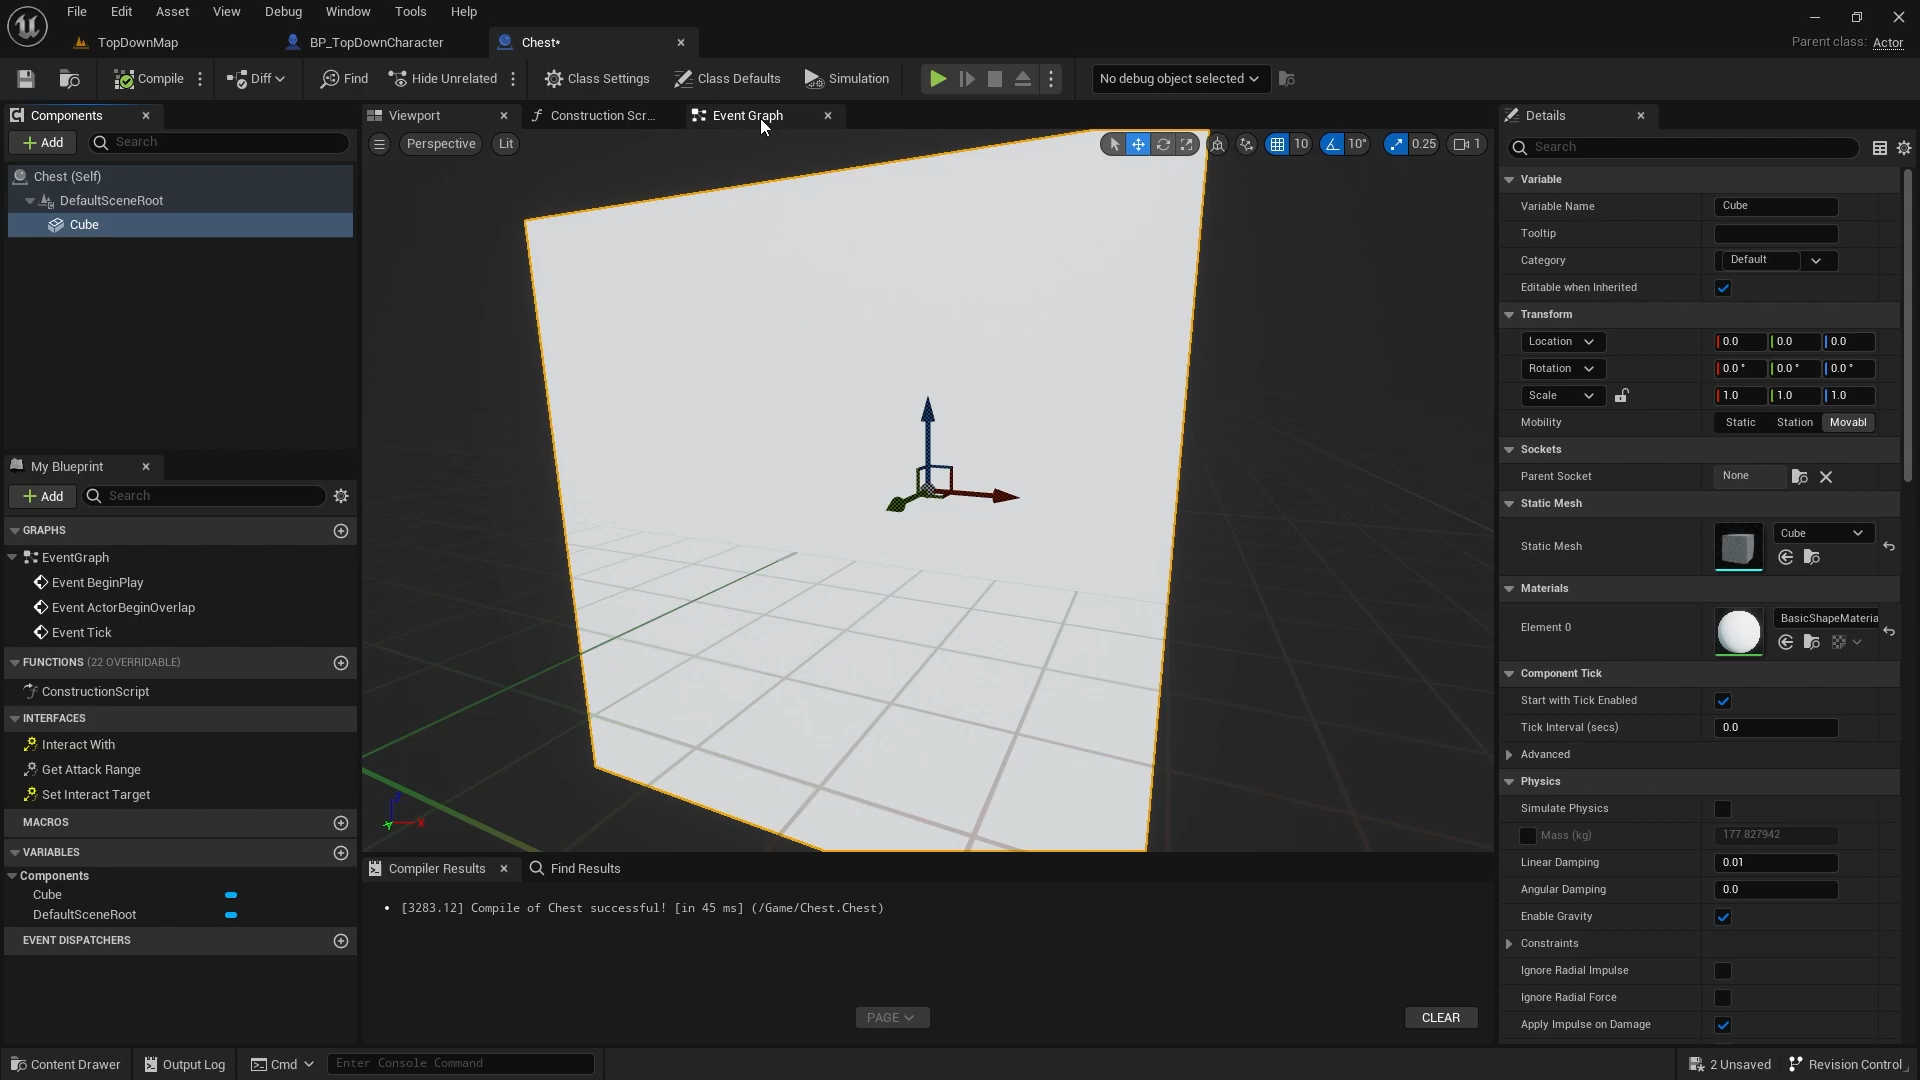 File Edit Asset View Debug Window Tools Help
TopDownMap BP_TopDownCharacter Chest*
Parent class: Actor
Compile Diff Find Hide Unrelated Class Settings Class Defaults Simulation No debug object selected
Components
Add Search
Chest (Self)
DefaultSceneRoot
Cube
My Blueprint
Add Search
GRAPHS
EventGraph
Event BeginPlay
Event ActorBeginOverlap
Event Tick
FUNCTIONS (22 OVERRIDABLE)
ConstructionScript
INTERFACES
Interact With
Get Attack Range
Set Interact Target
MACROS
VARIABLES
Components
Cube
DefaultSceneRoot
EVENT DISPATCHERS
Viewport Construction Scr... Event Graph
Perspective Lit 10 10° 0.25 1
Z
X
Y
Compiler Results Find Results
• [3283.12] Compile of Chest successful! [in 45 ms] (/Game/Chest.Chest)
PAGE CLEAR
Details
Search
Variable
Variable Name Cube
Tooltip
Category Default
Editable when Inherited
Transform
Location 0.0 0.0 0.0
Rotation 0.0° 0.0° 0.0°
Scale 1.0 1.0 1.0
Mobility Static Station Movabl
Sockets
Parent Socket None
Static Mesh
Static Mesh Cube
Materials
Element 0 BasicShapeMateria
Component Tick
Start with Tick Enabled
Tick Interval (secs) 0.0
Advanced
Physics
Simulate Physics
Mass (kg) 177.827942
Linear Damping 0.01
Angular Damping 0.0
Enable Gravity
Constraints
Ignore Radial Impulse
Ignore Radial Force
Apply Impulse on Damage
Content Drawer Output Log Cmd Enter Console Command 2 Unsaved Revision Control